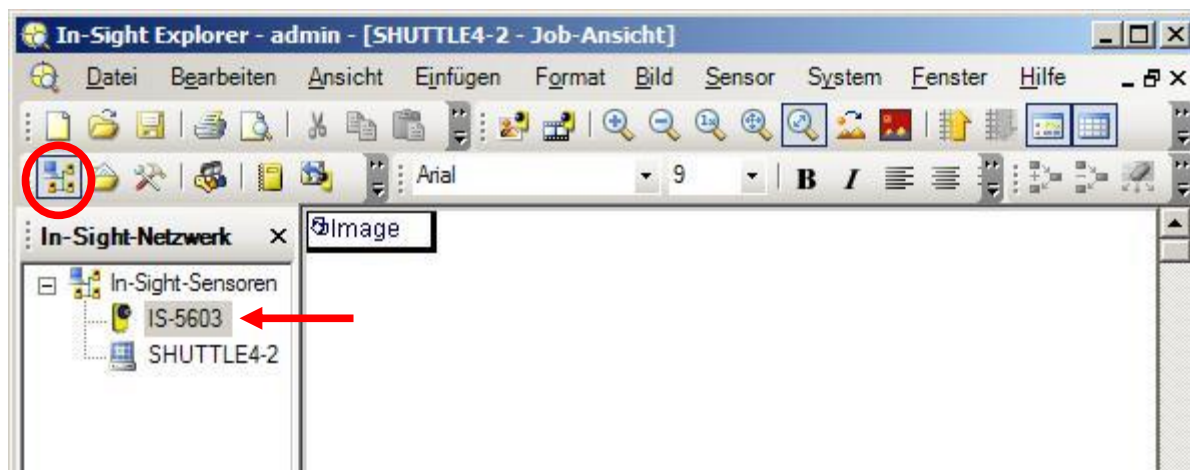 In-Sight Explorer - admin - [SHUTTLE4-2 - Job-Ansicht]
Datei Bearbeiten Ansicht Einfügen Format Bild Sensor System Fenster Hilfe
Arial 9 B I
In-Sight-Netzwerk
Image
In-Sight-Sensoren
IS-5603
SHUTTLE4-2